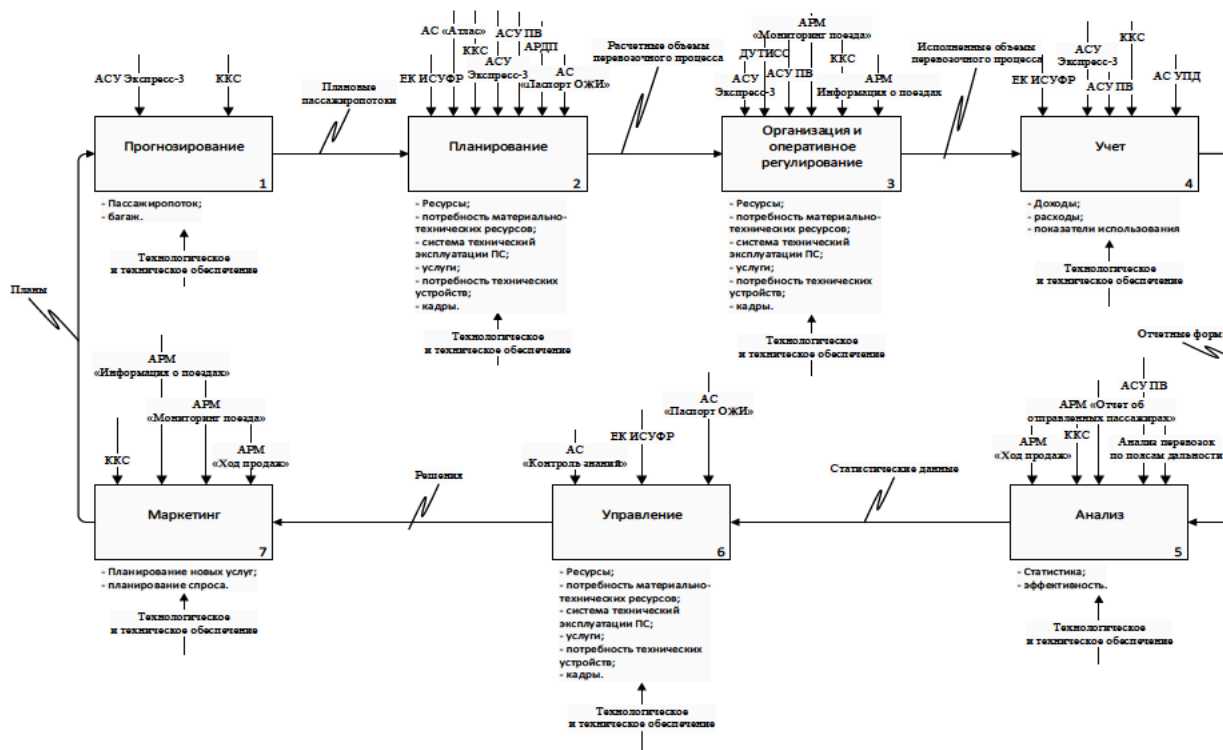 АСУ Экспресс-3
ККС
Прогнозирование
1
- Пассажиропоток;
- багаж.
Технологическое
и техническое обеспечение
Плановые
пассажиропотоки
АС «Атлас»
ККС
АСУ ПВ
АРДП
ЕК ИСУФР
АСУ
Экспресс-3
АС
«Паспорт ОЖИ»
Планирование
2
- Ресурсы;
- потребность материально-
технических ресурсов;
- система технический
эксплуатации ПС;
- услуги;
- потребность технических
устройств;
- кадры.
Технологическое
и техническое обеспечение
Расчетные объемы
перевозочного процесса
АРМ
«Мониторинг поезда»
ДУТИСС
ККС
АСУ
Экспресс-3
АСУ ПВ
АРМ
Информация о поездах
Организация и
оперативное
регулирование
3
- Ресурсы;
- потребность материально-
технических ресурсов;
- система технический
эксплуатации ПС;
- услуги;
- потребность технических
устройств;
- кадры.
Технологическое
и техническое обеспечение
Исполненные объемы
перевозочного процесса
ККС
АСУ
Экспресс-3
ЕК ИСУФР
АСУ ПВ
АС УПД
Учет
4
- Доходы;
- расходы;
- показатели использования
Технологическое
и техническое обеспечение
Отчетные форм
Планы
АРМ
«Информация о поездах»
АРМ
«Мониторинг поезда»
ККС
АРМ
«Ход продаж»
Маркетинг
7
- Планирование новых услуг;
- планирование спроса.
Технологическое
и техническое обеспечение
Решения
АС
«Паспорт ОЖИ»
ЕК ИСУФР
АС
«Контроль знаний»
Управление
6
- Ресурсы;
- потребность материально-
технических ресурсов;
- система технический
эксплуатации ПС;
- услуги;
- потребность технических
устройств;
- кадры.
Технологическое
и техническое обеспечение
Статистические данные
АСУ ПВ
АРМ «Отчет об
отправленных пассажирах»
АРМ
«Ход продаж»
ККС
Анализ перевозок
по поясам дальности
Анализ
5
- Статистика;
- эффективность.
Технологическое
и техническое обеспечение